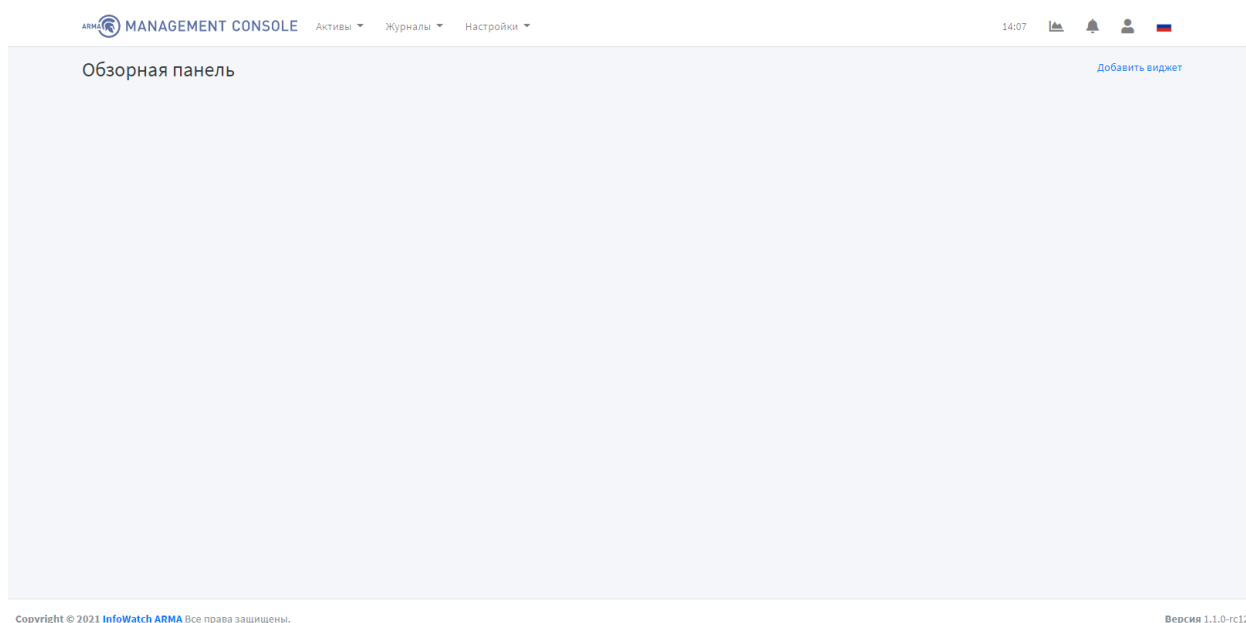 ARMA MANAGEMENT CONSOLE Активы Журналы Настройки 14:07
Обзорная панель Добавить виджет
Copyright © 2021 InfoWatch ARMA Все права защищены. Версия 1.1.0-rc12